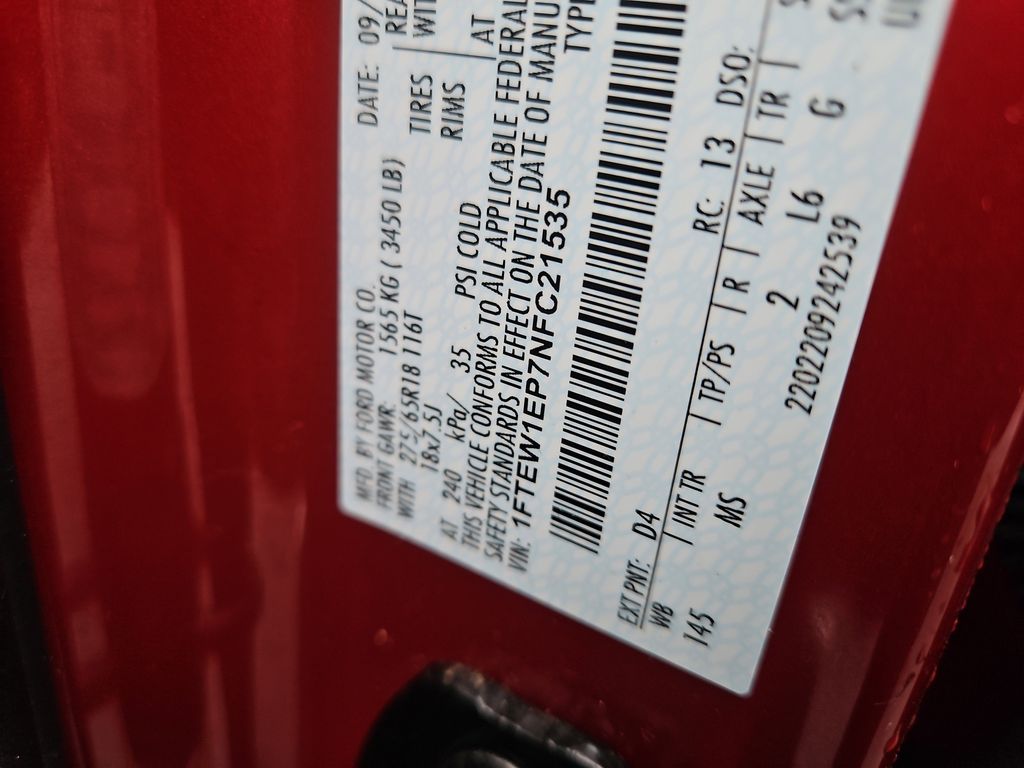 MFD. BY FORD MOTOR CO.
DATE: 09/
FRONT GAWR: 1565 KG ( 3450 LB)
WITH 275/65R18 116T TIRES
18x7.5J RIMS
AT 240 kPa/ 35 PSI COLD AT
THIS VEHICLE CONFORMS TO ALL APPLICABLE FEDERAL
SAFETY STANDARDS IN EFFECT ON THE DATE OF MANU
VIN: 1FTEW1EP7NFC21535 TYPE
EXT PNT: D4 RC: 13 DSO:
WB INT TR TP/PS R AXLE TR
145 MS 2 L6 G
2202209242539